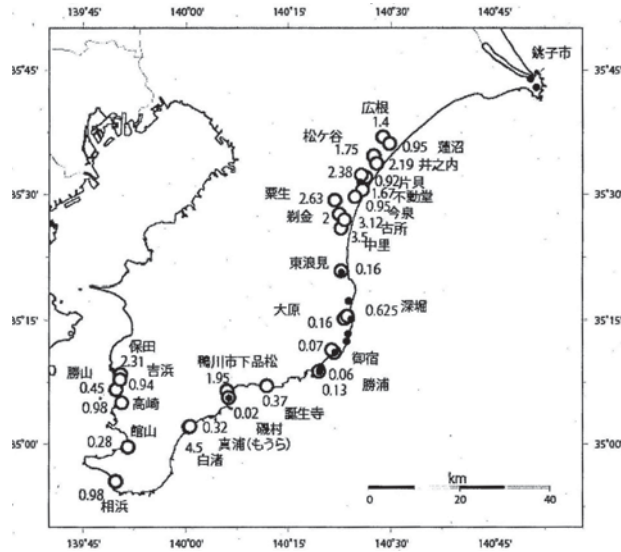 139°45' 140°00' 140°15' 140°30' 140°45'
35°45'
35°45'
銚子市
広根
1.4
松ケ谷
1.75
0.95 蓮沼
2.19 井之内
2.38
0.92 片貝
35°30'
35°30'
粟生
2.63
1.67 不動堂
0.95 今泉
剃金
2
3.12 古所
3.5 中里
東浪見
0.16
35°15'
35°15'
大原
0.16
0.625 深堀
0.07
御宿
0.06
0.13 勝浦
保田
2.31
吉浜
0.94
勝山
0.45
0.98 高崎
鴨川市下品松
1.95
0.37
誕生寺
0.02
磯村
0.32
真浦(もうら)
4.5
白渚
35°00'
35°00'
館山
0.28
0.98
相浜
km
0 20 40
139°45' 140°00' 140°15' 140°30' 140°45'